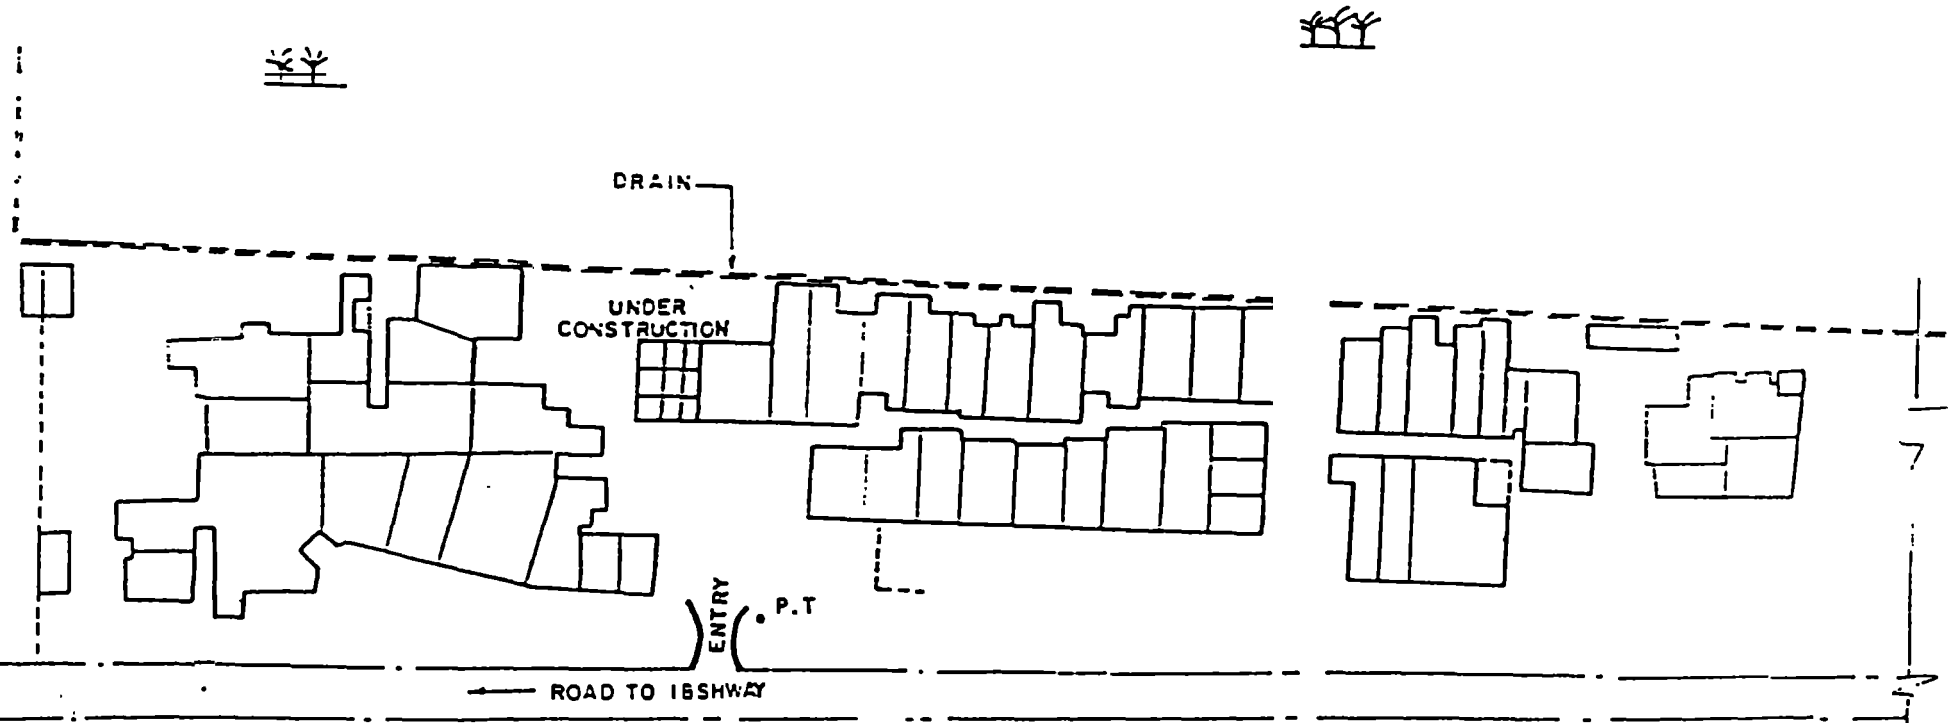 DRAIN
UNDER
CONSTRUCTION
ENTRY
P.T
ROAD TO IBSHWAY